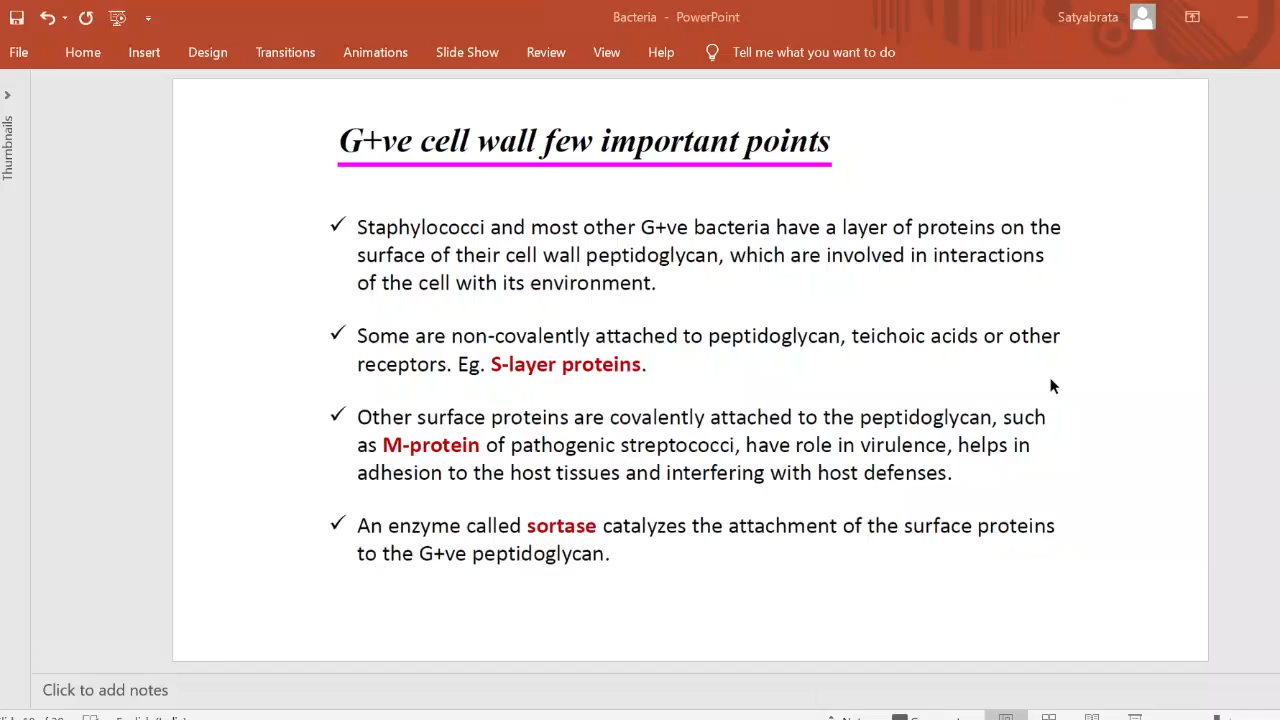 Bacteria - PowerPoint
Satyabrata
File Home Insert Design Transitions Animations Slide Show Review View Help Tell me what you want to do
Thumbnails
G+ve cell wall few important points
✓ Staphylococci and most other G+ve bacteria have a layer of proteins on the
surface of their cell wall peptidoglycan, which are involved in interactions
of the cell with its environment.
✓ Some are non-covalently attached to peptidoglycan, teichoic acids or other
receptors. Eg. S-layer proteins.
✓ Other surface proteins are covalently attached to the peptidoglycan, such
as M-protein of pathogenic streptococci, have role in virulence, helps in
adhesion to the host tissues and interfering with host defenses.
✓ An enzyme called sortase catalyzes the attachment of the surface proteins
to the G+ve peptidoglycan.
Click to add notes